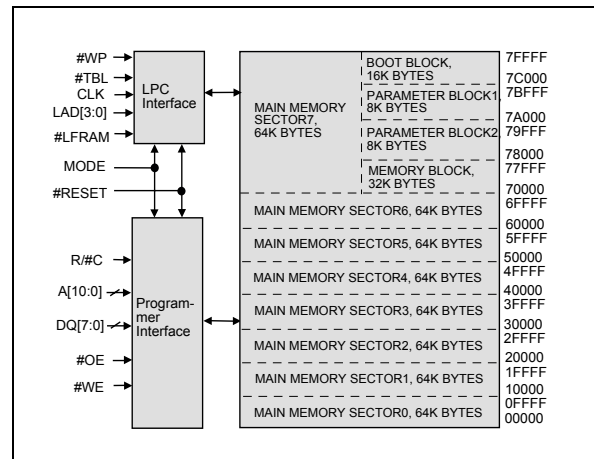 #WP
#TBL
CLK
LAD[3:0]
#LFRAM
MODE
#RESET
R/#C
A[10:0]
DQ[7:0]
#OE
#WE
LPC
Interface
Program-
mer
Interface
MAIN MEMORY
SECTOR7,
64K BYTES
BOOT BLOCK,
16K BYTES
PARAMETER BLOCK1,
8K BYTES
PARAMETER BLOCK2,
8K BYTES
MEMORY BLOCK,
32K BYTES
MAIN MEMORY SECTOR6, 64K BYTES
MAIN MEMORY SECTOR5, 64K BYTES
MAIN MEMORY SECTOR4, 64K BYTES
MAIN MEMORY SECTOR3, 64K BYTES
MAIN MEMORY SECTOR2, 64K BYTES
MAIN MEMORY SECTOR1, 64K BYTES
MAIN MEMORY SECTOR0, 64K BYTES
7FFFF
7C000
7BFFF
7A000
79FFF
78000
77FFF
70000
6FFFF
60000
5FFFF
50000
4FFFF
40000
3FFFF
30000
2FFFF
20000
1FFFF
10000
0FFFF
00000